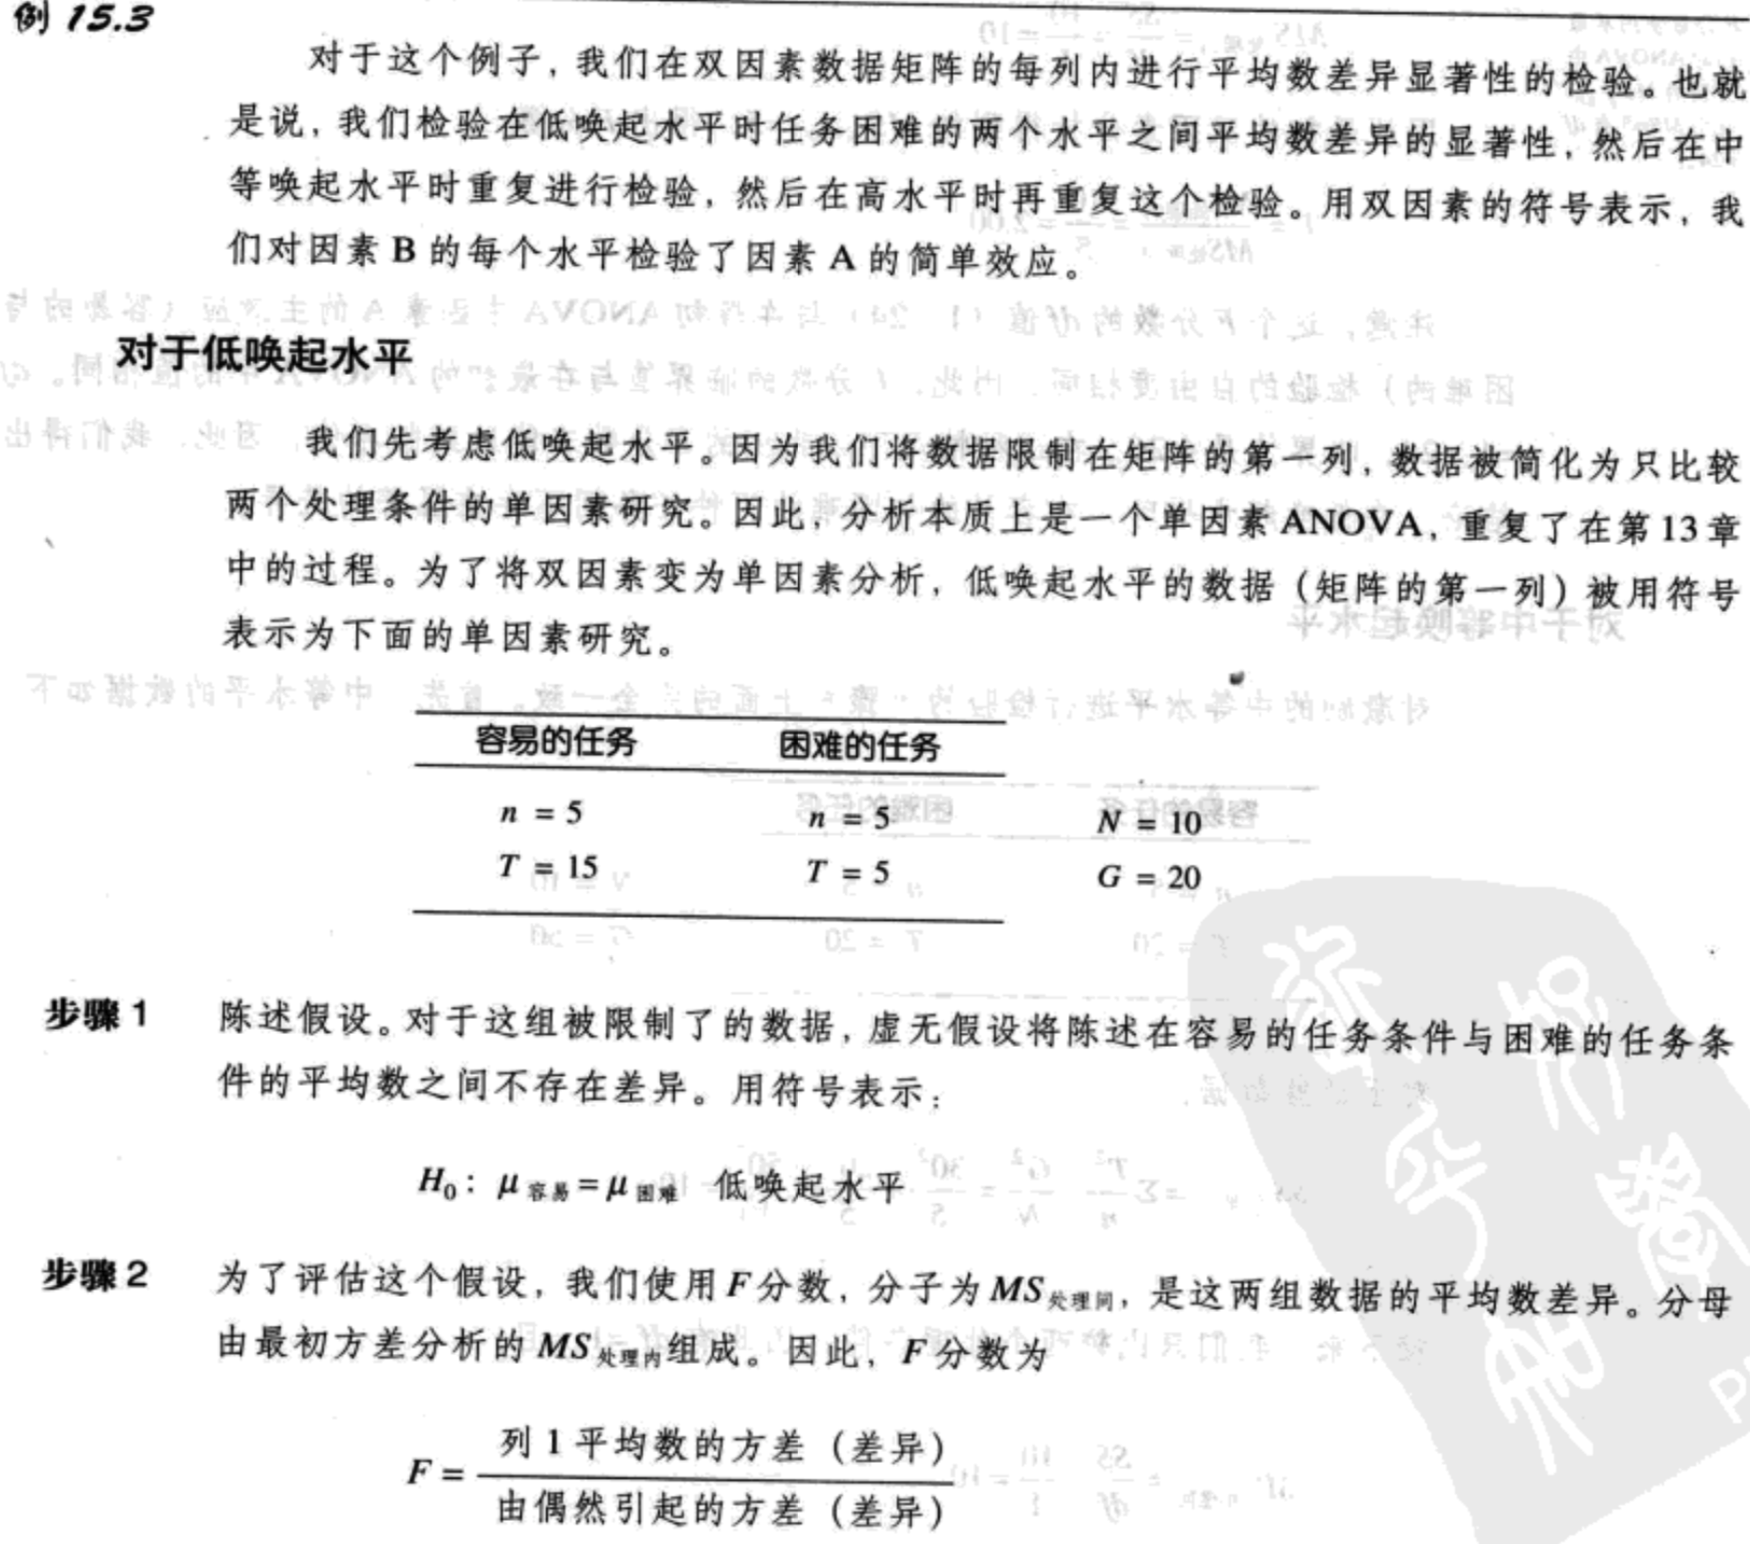 例 15.3
对于这个例子，我们在双因素数据矩阵的每列内进行平均数差异显著性的检验。也就
是说，我们检验在低唤起水平时任务困难的两个水平之间平均数差异的显著性，然后在中
等唤起水平时重复进行检验，然后在高水平时再重复这个检验。用双因素的符号表示，我
们对因素 B 的每个水平检验了因素 A 的简单效应。
对于低唤起水平
我们先考虑低唤起水平。因为我们将数据限制在矩阵的第一列，数据被简化为只比较
两个处理条件的单因素研究。因此，分析本质上是一个单因素 ANOVA，重复了在第 13 章
中的过程。为了将双因素变为单因素分析，低唤起水平的数据（矩阵的第一列）被用符号
表示为下面的单因素研究。
容易的任务 困难的任务
n = 5 n = 5 N = 10
T = 15 T = 5 G = 20
步骤 1 陈述假设。对于这组被限制了的数据，虚无假设将陈述在容易的任务条件与困难的任务条
件的平均数之间不存在差异。用符号表示：
H₀：μ容易＝μ困难 低唤起水平
步骤 2 为了评估这个假设，我们使用 F 分数，分子为 MS处理间，是这两组数据的平均数差异。分母
由最初方差分析的 MS处理内组成。因此，F 分数为
F = 列 1 平均数的方差（差异）
由偶然引起的方差（差异）